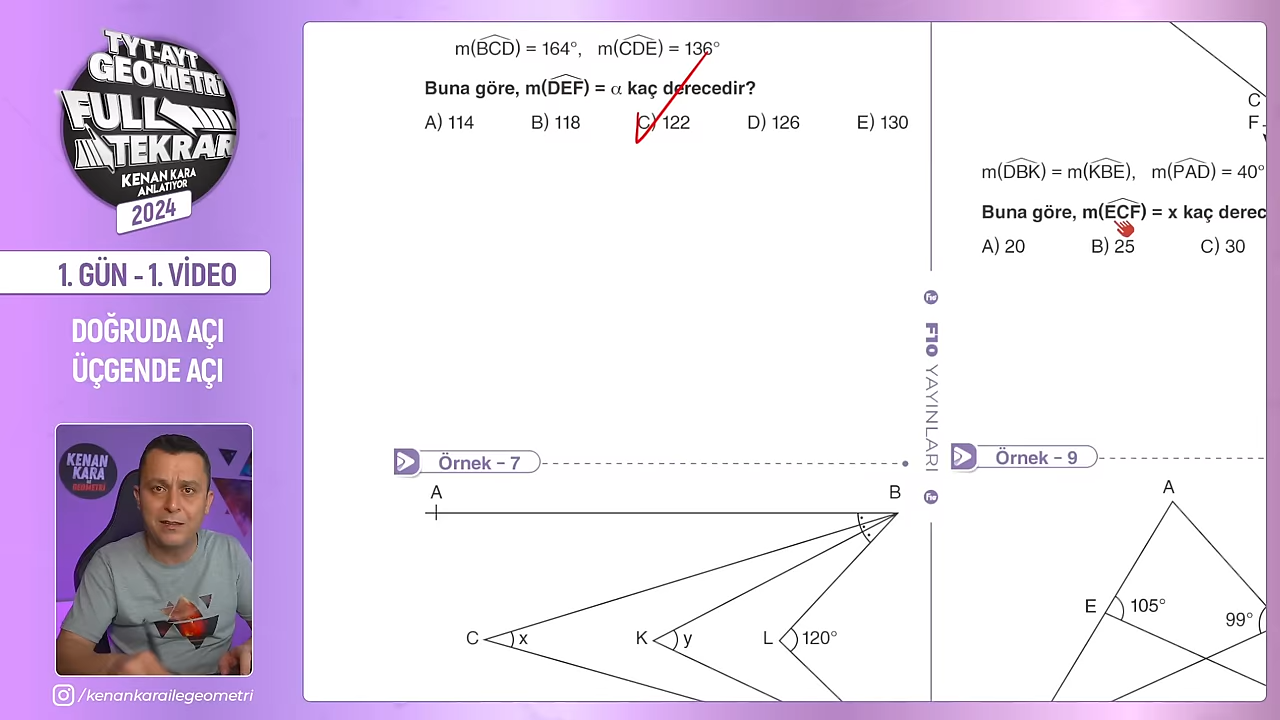 TYT-AYT
GEOMETRİ
FULL
TEKRAR
KENAN KARA
ANLATIYOR
2024
1. GÜN - 1. VİDEO
DOĞRUDA AÇI
ÜÇGENDE AÇI
KENAN
KARA
GEOMETRİ
/kenankarailegeometri
m(BCD) = 164°, m(CDE) = 136°
Buna göre, m(DEF) = α kaç derecedir?
A) 114 B) 118 C) 122 D) 126 E) 130
Örnek – 7
A B
C x K y L 120°
F10 YAYINLARI
C
F
m(DBK) = m(KBE), m(PAD) = 40°
Buna göre, m(ECF) = x kaç derec
A) 20 B) 25 C) 30
Örnek – 9
A
E 105°
99°